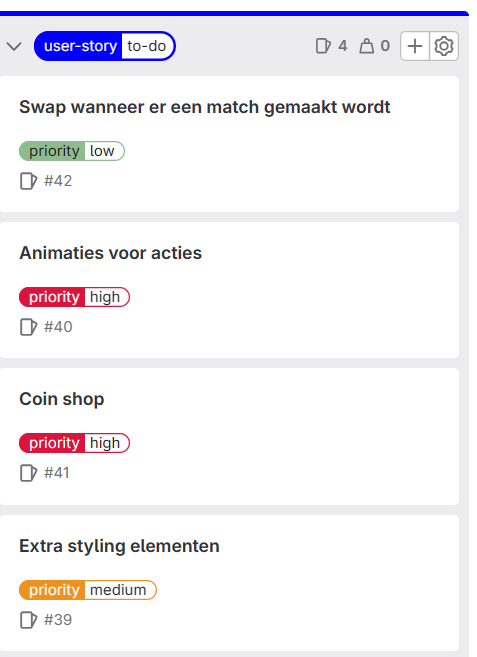 user-story to-do 4 0
Swap wanneer er een match gemaakt wordt
priority low
#42
Animaties voor acties
priority high
#40
Coin shop
priority high
#41
Extra styling elementen
priority medium
#39